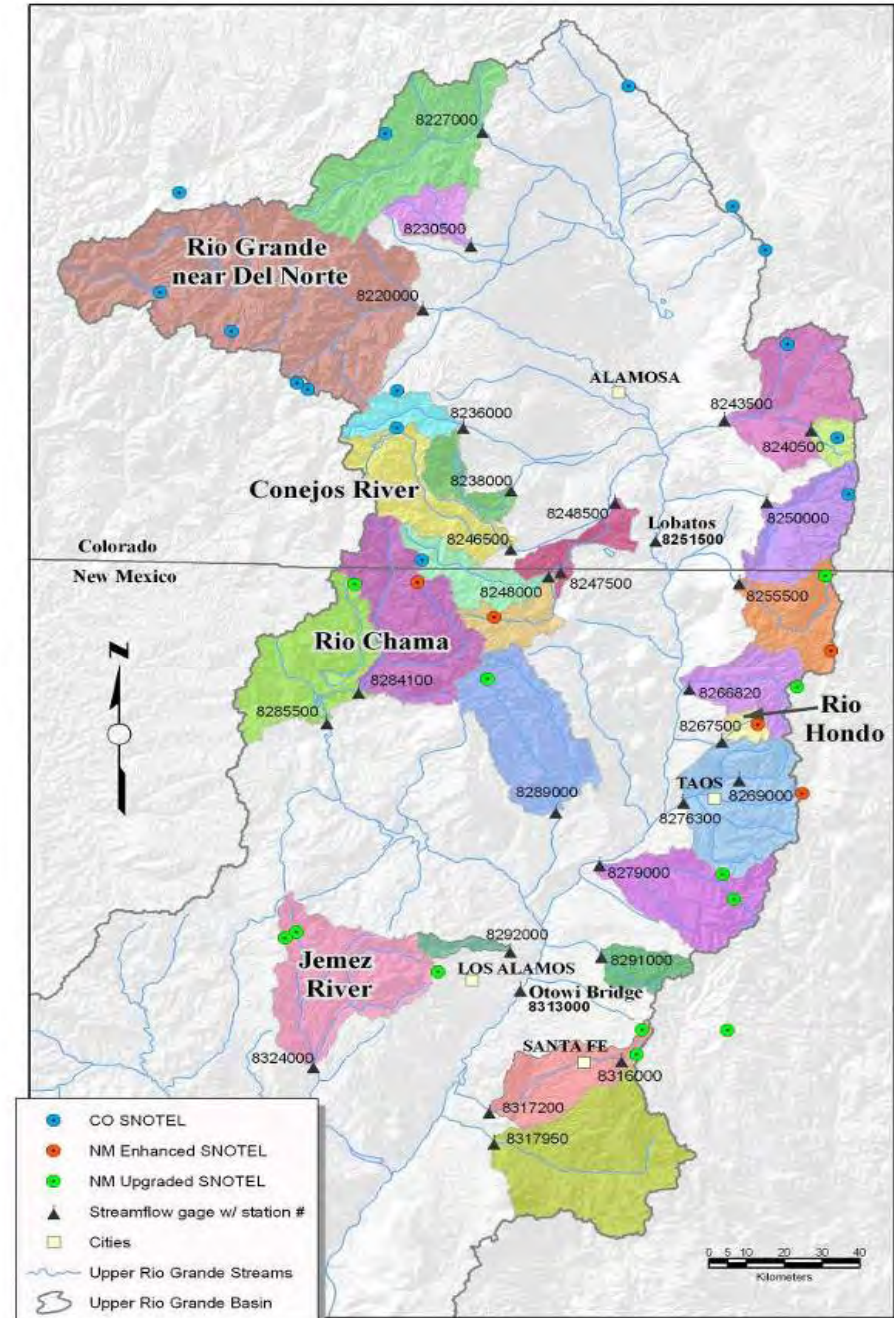 8227000
8230500
Rio Grande
near Del Norte
8220000
ALAMOSA
8236000
8243500
8240500
8238000
Conejos River
8248500
8250000
Lobatos
8251500
8246500
Colorado
New Mexico
8248000
8247500
8255500
Rio Chama
N
8284100
8266820
8285500
8267500
Rio
Hondo
TAOS
8269000
8276300
8289000
8279000
8292000
8291000
Jemez
River
LOS ALAMOS
Otowi Bridge
8313000
SANTA FE
8324000
8316000
8317200
8317950
CO SNOTEL
NM Enhanced SNOTEL
NM Upgraded SNOTEL
Streamflow gage w/ station #
Cities
Upper Rio Grande Streams
Upper Rio Grande Basin
0 5 10 20 30 40
Kilometers